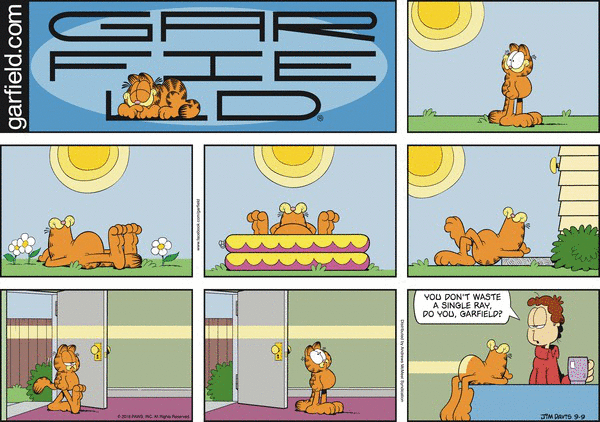 garfield.com
GAR
FIE
LD®
www.facebook.com/garfield
© 2018 PAWS, INC. All Rights Reserved.
Distributed by Andrews McMeel Syndication
YOU DON'T WASTE
A SINGLE RAY,
DO YOU, GARFIELD?
JIM DAVIS 9-9